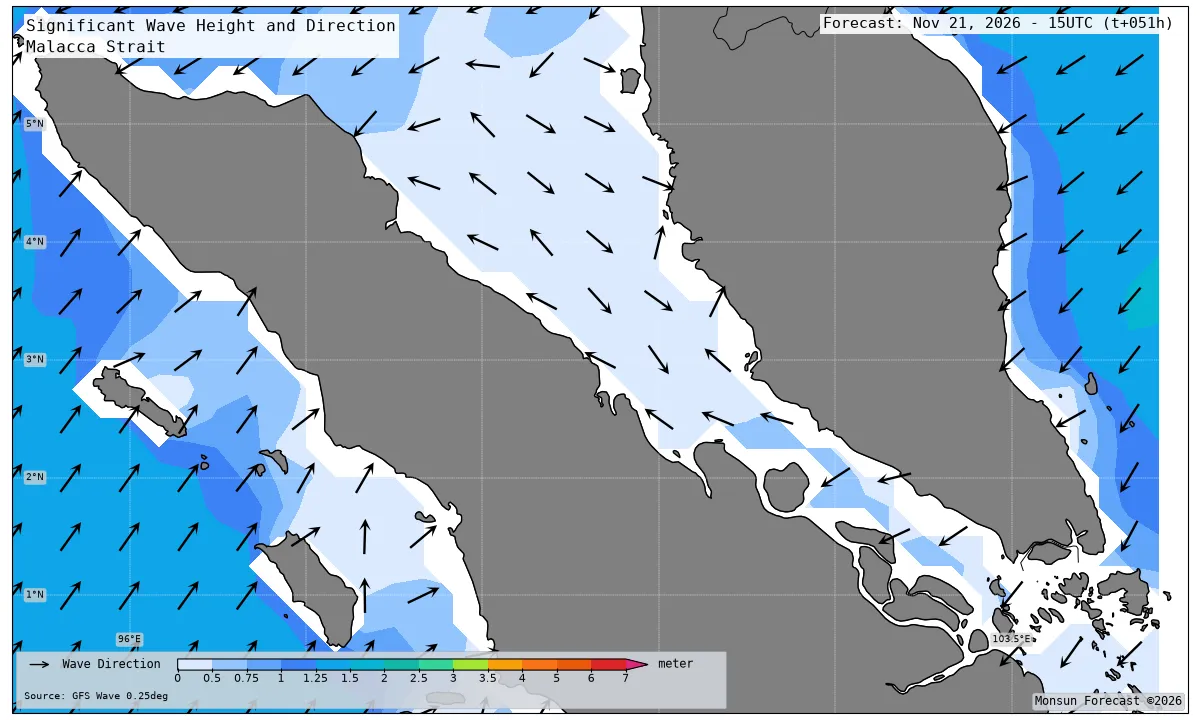 Significant Wave Height and Direction
Malacca Strait
Forecast: Nov 21, 2026 - 15UTC (t+051h)
5°N
4°N
3°N
2°N
1°N
96°E
103.5°E
Wave Direction
meter
0 0.5 0.75 1 1.25 1.5 2 2.5 3 3.5 4 5 6 7
Source: GFS Wave 0.25deg
Monsun Forecast ©2026